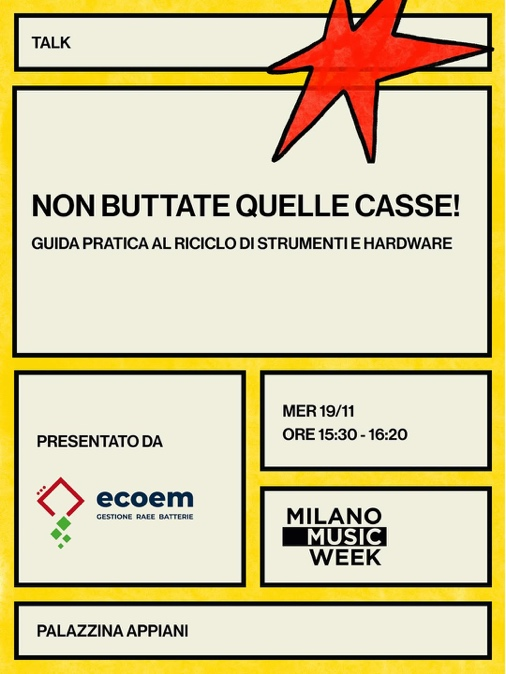 TALK
NON BUTTATE QUELLE CASSE!
GUIDA PRATICA AL RICICLO DI STRUMENTI E HARDWARE
PRESENTATO DA
ecoem
GESTIONE RAEE BATTERIE
MER 19/11
ORE 15:30 - 16:20
MILANO
MUSIC
WEEK
PALAZZINA APPIANI